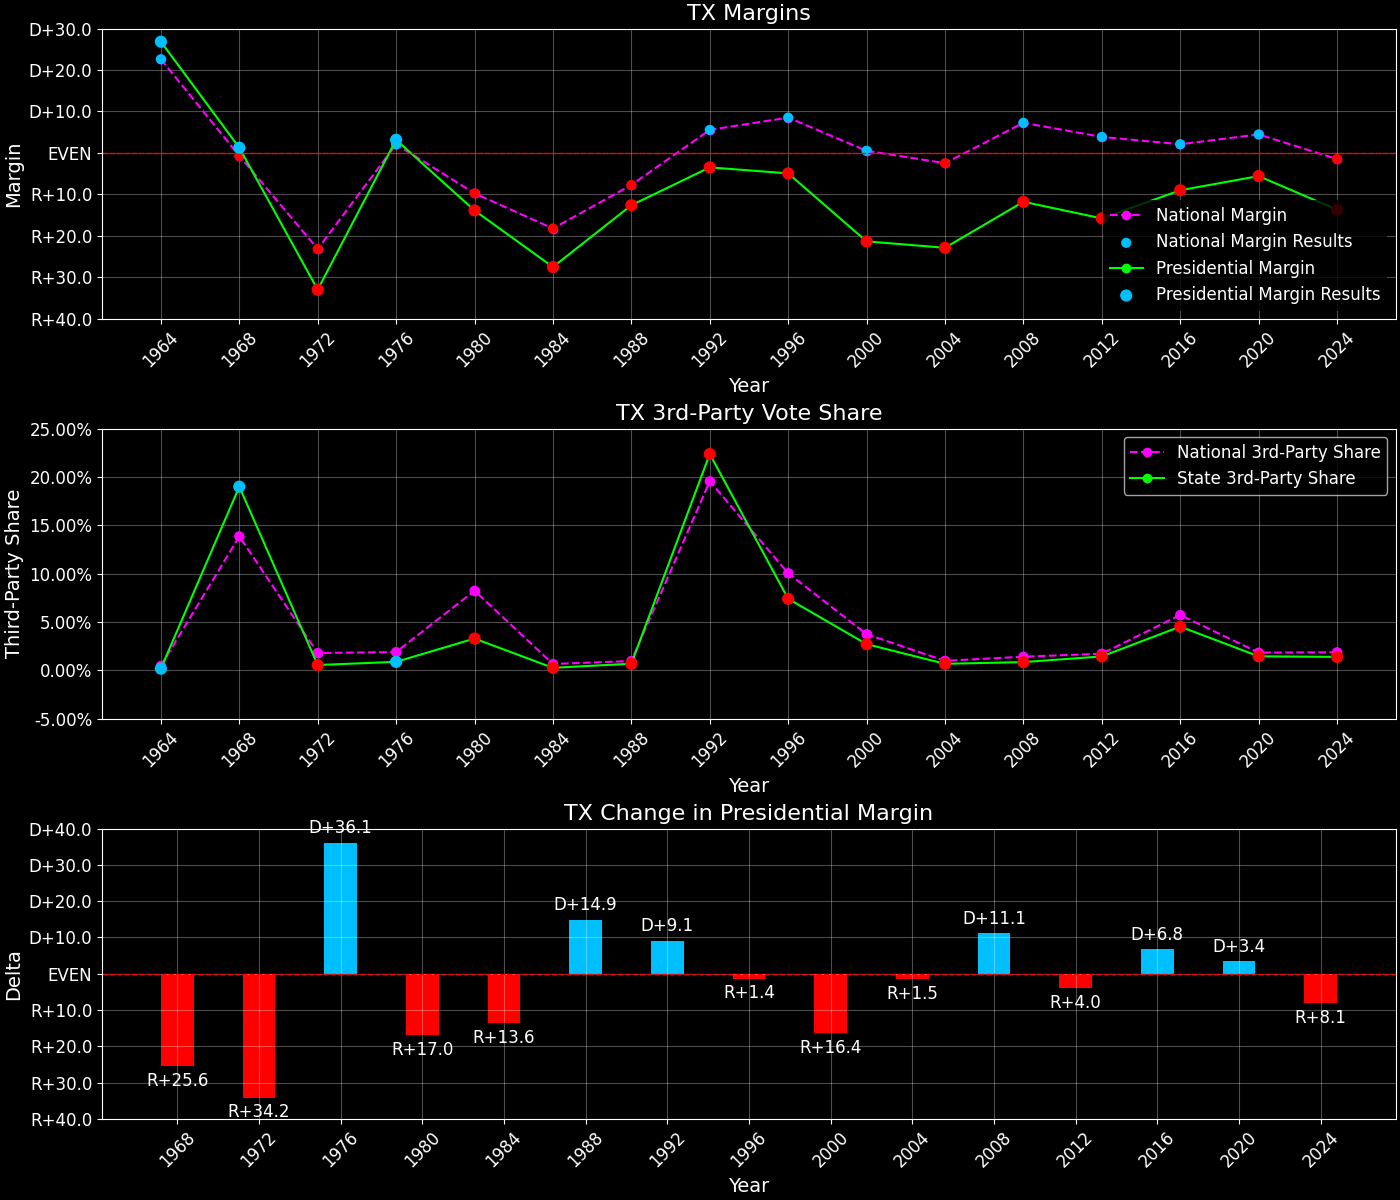 TX Margins
D+30.0
D+20.0
D+10.0
EVEN
R+10.0
R+20.0
R+30.0
R+40.0
Margin
National Margin
National Margin Results
Presidential Margin
Presidential Margin Results
1964 1968 1972 1976 1980 1984 1988 1992 1996 2000 2004 2008 2012 2016 2020 2024
Year
TX 3rd-Party Vote Share
25.00%
20.00%
15.00%
10.00%
5.00%
0.00%
-5.00%
Third-Party Share
National 3rd-Party Share
State 3rd-Party Share
1964 1968 1972 1976 1980 1984 1988 1992 1996 2000 2004 2008 2012 2016 2020 2024
Year
TX Change in Presidential Margin
D+40.0
D+30.0
D+20.0
D+10.0
EVEN
R+10.0
R+20.0
R+30.0
R+40.0
Delta
R+25.6
R+34.2
D+36.1
R+17.0
R+13.6
D+14.9
D+9.1
R+1.4
R+16.4
R+1.5
D+11.1
R+4.0
D+6.8
D+3.4
R+8.1
1968 1972 1976 1980 1984 1988 1992 1996 2000 2004 2008 2012 2016 2020 2024
Year